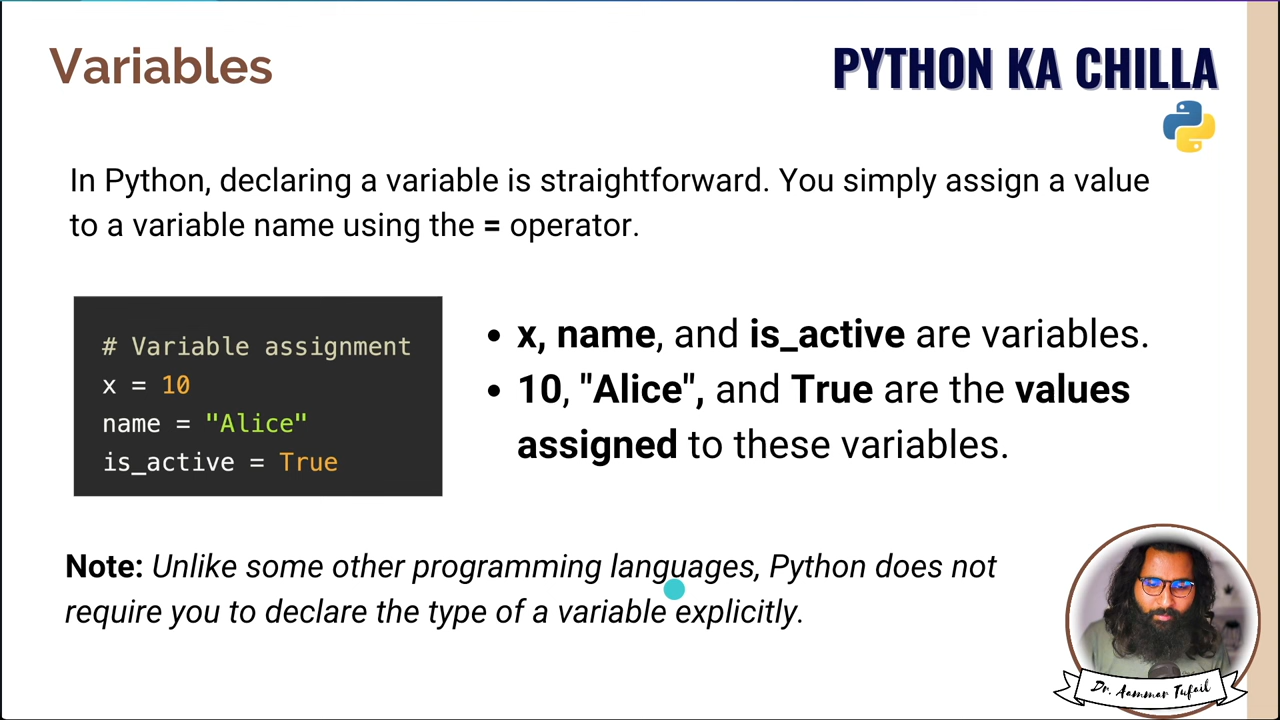 Variables
PYTHON KA CHILLA
In Python, declaring a variable is straightforward. You simply assign a value
to a variable name using the = operator.
# Variable assignment
x = 10
name = "Alice"
is_active = True
• x, name, and is_active are variables.
• 10, "Alice", and True are the values
assigned to these variables.
Note: Unlike some other programming languages, Python does not
require you to declare the type of a variable explicitly.
Dr. Aammar Tufail